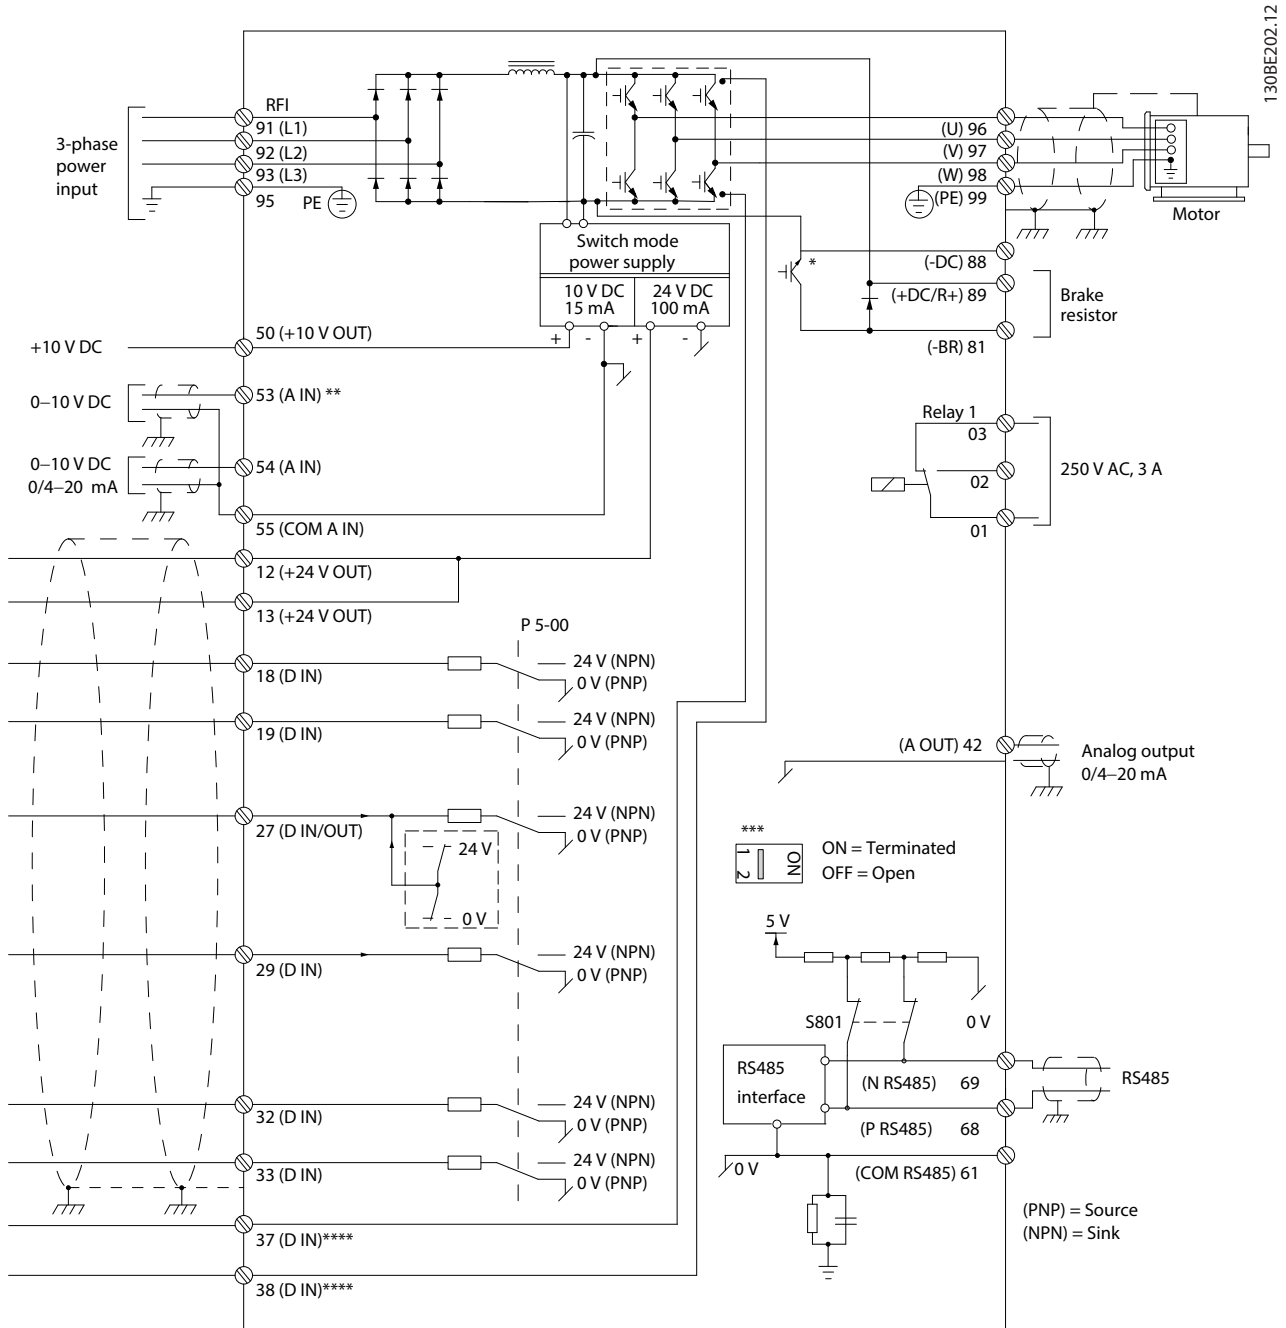 130BE202.12
3-phase
power
input
RFI
91 (L1)
92 (L2)
93 (L3)
95
PE
(U) 96
(V) 97
(W) 98
(PE) 99
Motor
Switch mode
power supply
10 V DC
15 mA
24 V DC
100 mA
+ - + -
*
(-DC) 88
(+DC/R+) 89
(-BR) 81
Brake
resistor
+10 V DC
50 (+10 V OUT)
0–10 V DC
53 (A IN) **
0–10 V DC
0/4–20 mA
54 (A IN)
55 (COM A IN)
Relay 1
03
02
01
250 V AC, 3 A
12 (+24 V OUT)
13 (+24 V OUT)
P 5-00
18 (D IN)
24 V (NPN)
0 V (PNP)
19 (D IN)
24 V (NPN)
0 V (PNP)
27 (D IN/OUT)
24 V (NPN)
0 V (PNP)
24 V
0 V
29 (D IN)
24 V (NPN)
0 V (PNP)
32 (D IN)
24 V (NPN)
0 V (PNP)
33 (D IN)
24 V (NPN)
0 V (PNP)
37 (D IN)****
38 (D IN)****
(A OUT) 42
Analog output
0/4–20 mA
***
1
2
ON
ON = Terminated
OFF = Open
5 V
S801
0 V
RS485
interface
(N RS485) 69
(P RS485) 68
RS485
0 V
(COM RS485) 61
(PNP) = Source
(NPN) = Sink